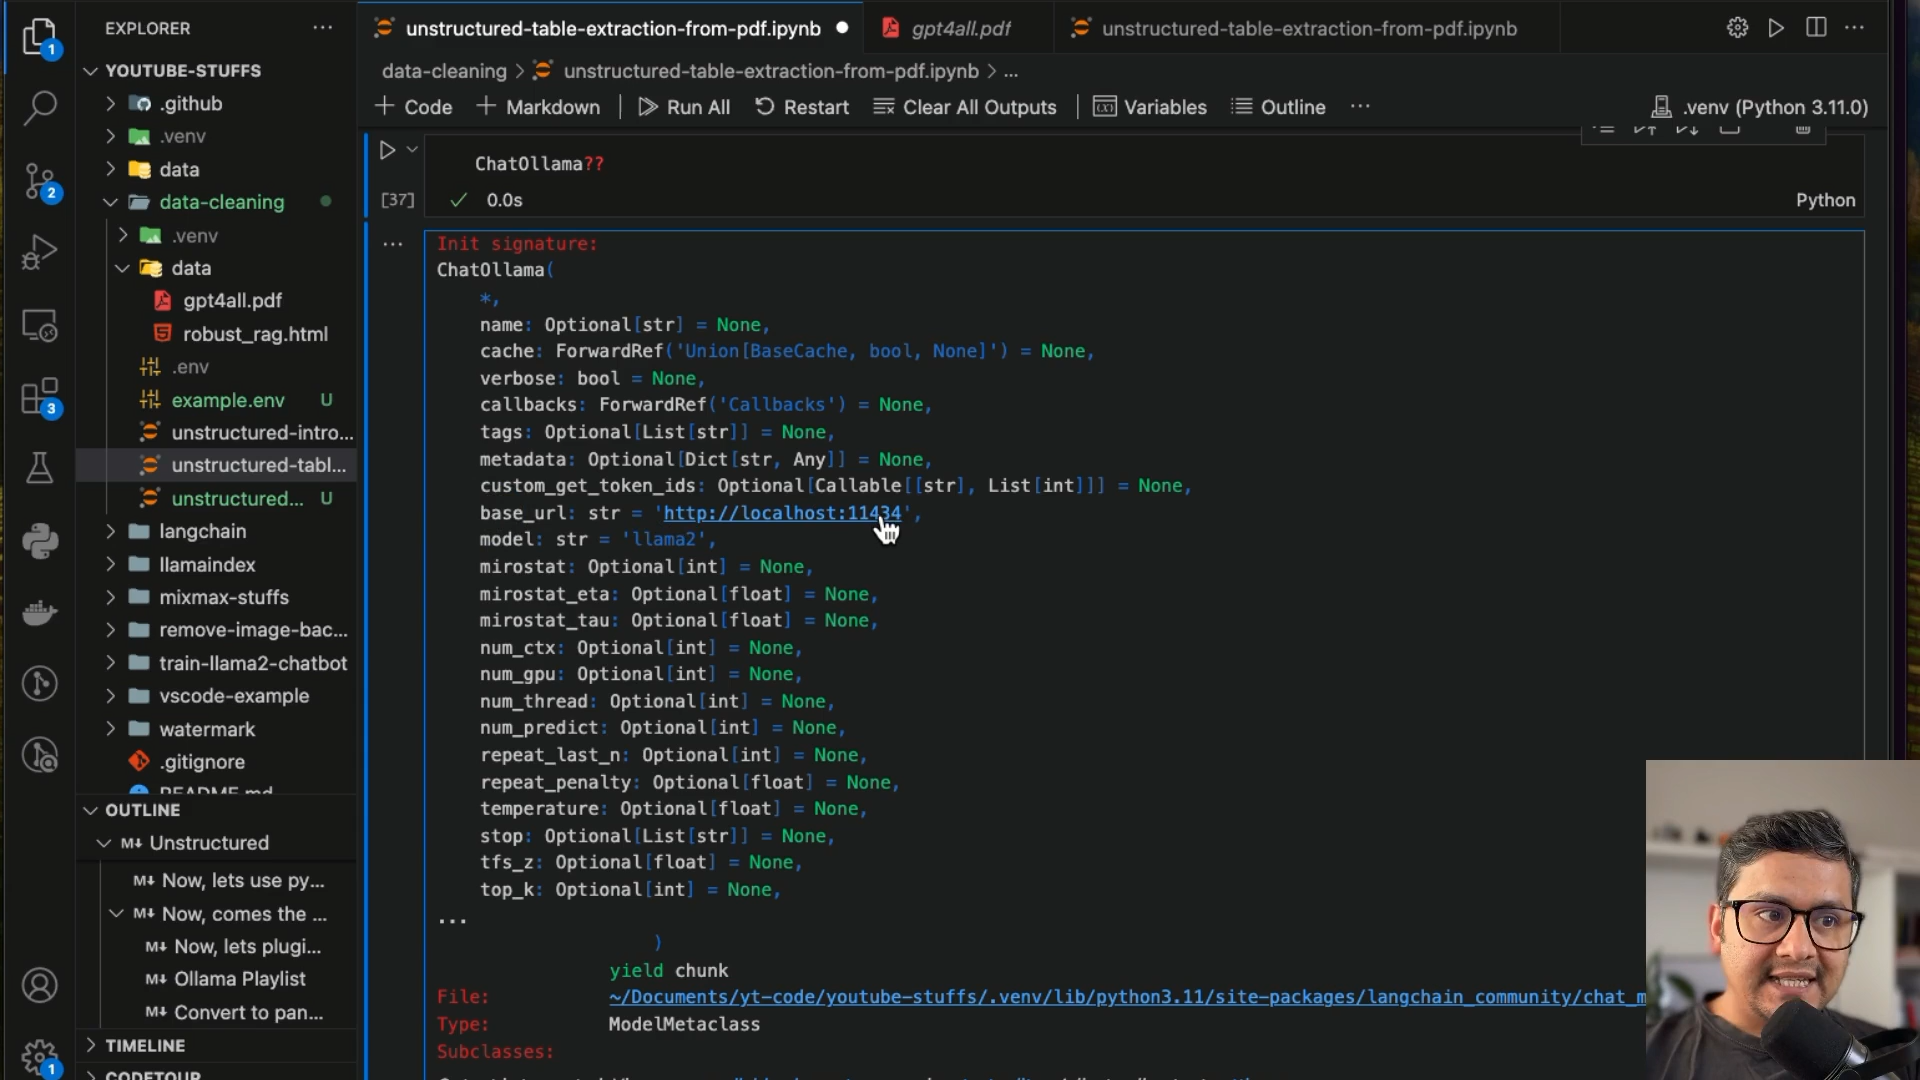 EXPLORER
unstructured-table-extraction-from-pdf.ipynb
gpt4all.pdf
unstructured-table-extraction-from-pdf.ipynb
data-cleaning > unstructured-table-extraction-from-pdf.ipynb > ...
+ Code + Markdown Run All Restart Clear All Outputs Variables Outline ... .venv (Python 3.11.0)
YOUTUBE-STUFFS
.github
.venv
data
data-cleaning
.venv
data
gpt4all.pdf
robust_rag.html
.env
example.env U
unstructured-intro...
unstructured-tabl...
unstructured... U
langchain
llamaindex
mixmax-stuffs
remove-image-bac...
train-llama2-chatbot
vscode-example
watermark
.gitignore
README.md
OUTLINE
M↓ Unstructured
M↓ Now, lets use py...
M↓ Now, comes the ...
M↓ Now, lets plugi...
M↓ Ollama Playlist
M↓ Convert to pan...
TIMELINE
CODETOUR
1
2
3
1
ChatOllama??
[37] 0.0s Python
Init signature:
ChatOllama(
*,
name: Optional[str] = None,
cache: ForwardRef('Union[BaseCache, bool, None]') = None,
verbose: bool = None,
callbacks: ForwardRef('Callbacks') = None,
tags: Optional[List[str]] = None,
metadata: Optional[Dict[str, Any]] = None,
custom_get_token_ids: Optional[Callable[[str], List[int]]] = None,
base_url: str = 'http://localhost:11434',
model: str = 'llama2',
mirostat: Optional[int] = None,
mirostat_eta: Optional[float] = None,
mirostat_tau: Optional[float] = None,
num_ctx: Optional[int] = None,
num_gpu: Optional[int] = None,
num_thread: Optional[int] = None,
num_predict: Optional[int] = None,
repeat_last_n: Optional[int] = None,
repeat_penalty: Optional[float] = None,
temperature: Optional[float] = None,
stop: Optional[List[str]] = None,
tfs_z: Optional[float] = None,
top_k: Optional[int] = None,
...
)
yield chunk
File: ~/Documents/yt-code/youtube-stuffs/.venv/lib/python3.11/site-packages/langchain_community/chat_m
Type: ModelMetaclass
Subclasses: